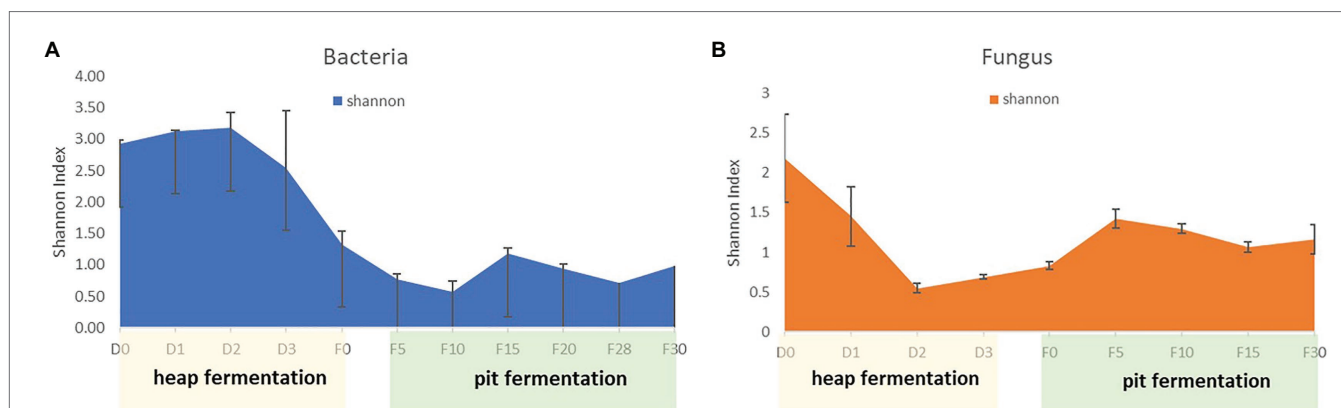 A
Bacteria
shannon
Shannon Index
4.00
3.50
3.00
2.50
2.00
1.50
1.00
0.50
0.00
D0 D1 D2 D3 F0 F5 F10 F15 F20 F28 F30
heap fermentation pit fermentation
B
Fungus
shannon
Shannon Index
3
2.5
2
1.5
1
0.5
0
D0 D1 D2 D3 F0 F5 F10 F15 F30
heap fermentation pit fermentation